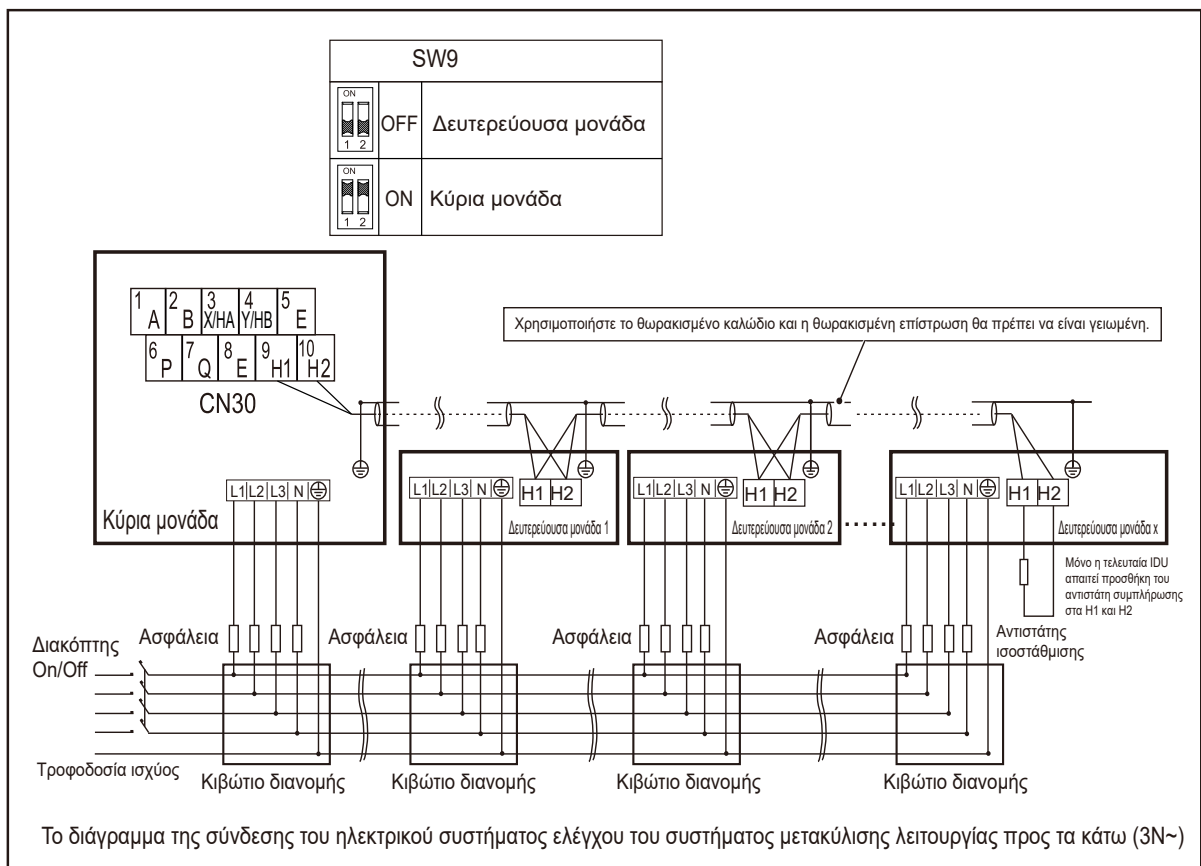 SW9
ON
1 2
OFF
Δευτερεύουσα μονάδα
ON
1 2
ON
Κύρια μονάδα
1 A
2 B
3 X/HA
4 Y/HB
5 E
6 P
7 Q
8 E
9 H1
10 H2
CN30
Χρησιμοποιήστε το θωρακισμένο καλώδιο και η θωρακισμένη επίστρωση θα πρέπει να είναι γειωμένη.
L1 L2 L3 N
Κύρια μονάδα
L1 L2 L3 N
H1 H2
Δευτερεύουσα μονάδα 1
L1 L2 L3 N
H1 H2
Δευτερεύουσα μονάδα 2
L1 L2 L3 N
H1 H2
Δευτερεύουσα μονάδα x
Μόνο η τελευταία IDU
απαιτεί προσθήκη του
αντιστάτη συμπλήρωσης
στα H1 και H2
Αντιστάτης
ισοστάθμισης
Διακόπτης
On/Off
Ασφάλεια
Ασφάλεια
Ασφάλεια
Ασφάλεια
Τροφοδοσία ισχύος
Κιβώτιο διανομής
Κιβώτιο διανομής
Κιβώτιο διανομής
Κιβώτιο διανομής
Το διάγραμμα της σύνδεσης του ηλεκτρικού συστήματος ελέγχου του συστήματος μετακύλισης λειτουργίας προς τα κάτω (3N~)